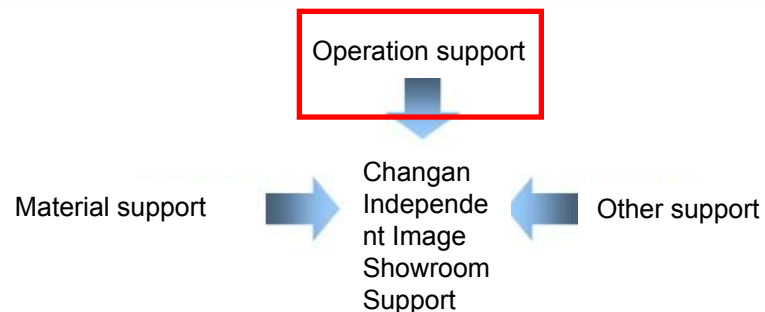 Operation support
Material support
Changan
Independe
nt Image
Showroom
Support
Other support